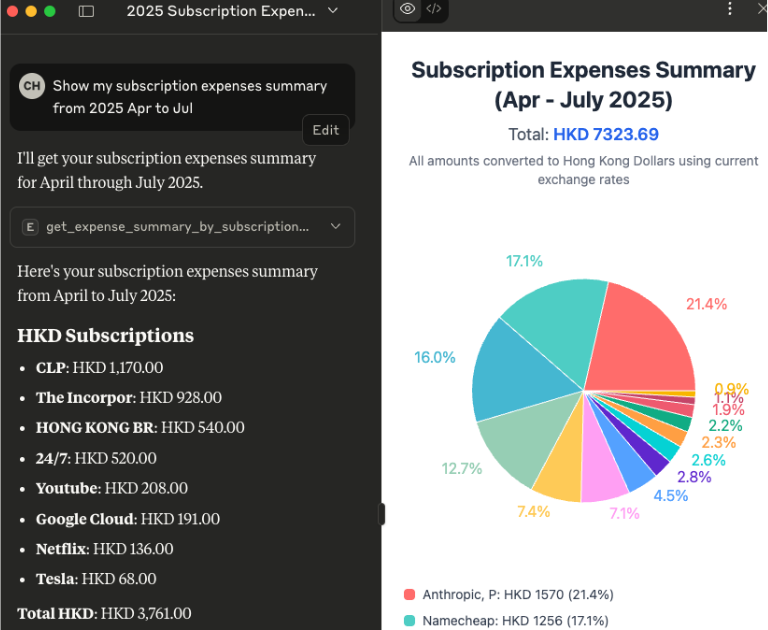 2025 Subscription Expen...
CH
Show my subscription expenses summary
from 2025 Apr to Jul
Edit
I'll get your subscription expenses summary
for April through July 2025.
E get_expense_summary_by_subscription...
Here's your subscription expenses summary
from April to July 2025:
HKD Subscriptions
• CLP: HKD 1,170.00
• The Incorpor: HKD 928.00
• HONG KONG BR: HKD 540.00
• 24/7: HKD 520.00
• Youtube: HKD 208.00
• Google Cloud: HKD 191.00
• Netflix: HKD 136.00
• Tesla: HKD 68.00
Total HKD: HKD 3,761.00
</>
Subscription Expenses Summary
(Apr - July 2025)
Total: HKD 7323.69
All amounts converted to Hong Kong Dollars using current
exchange rates
17.1%
21.4%
16.0%
0.9%
1.1%
1.9%
2.2%
2.3%
2.6%
2.8%
4.5%
7.1%
7.4%
12.7%
Anthropic, P: HKD 1570 (21.4%)
Namecheap: HKD 1256 (17.1%)